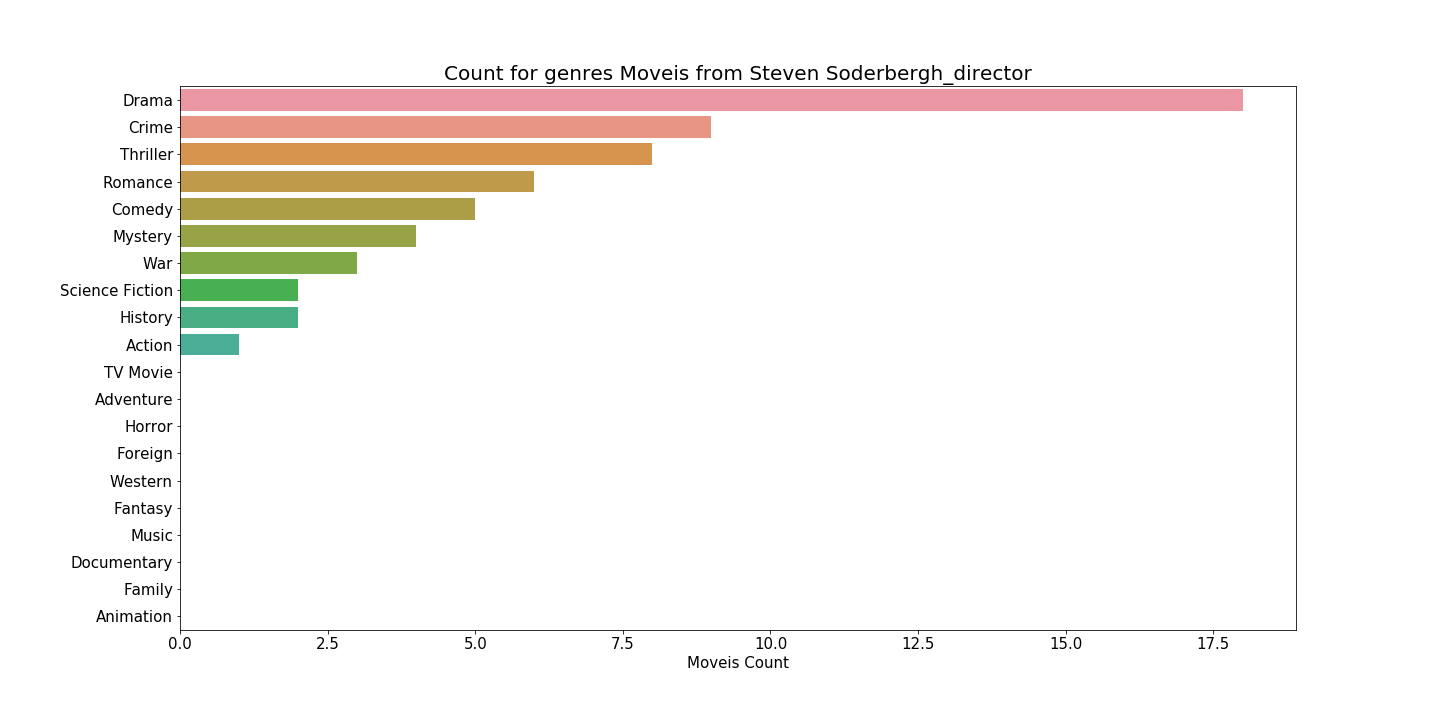 Count for genres Moveis from Steven Soderbergh_director
Drama
Crime
Thriller
Romance
Comedy
Mystery
War
Science Fiction
History
Action
TV Movie
Adventure
Horror
Foreign
Western
Fantasy
Music
Documentary
Family
Animation
0.0 2.5 5.0 7.5 10.0 12.5 15.0 17.5
Moveis Count